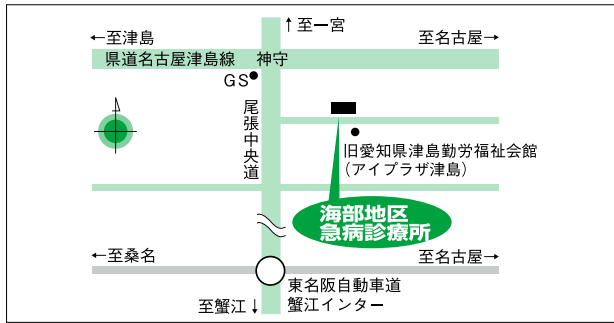 ↑至一宮
←至津島
至名古屋→
県道名古屋津島線 神守
GS
尾張中央道
旧愛知県津島勤労福祉会館
(アイプラザ津島)
海部地区
急病診療所
←至桑名
至名古屋→
東名阪自動車道
蟹江インター
至蟹江↓